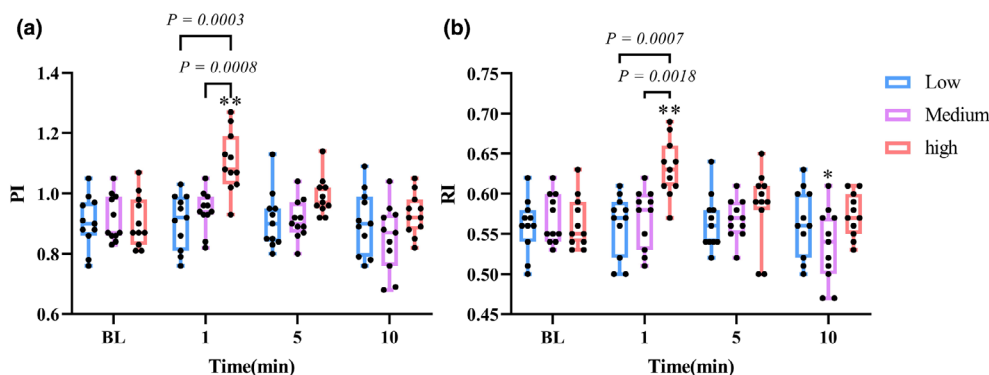 (a)
P = 0.0003
P = 0.0008
**
PI
1.4
1.2
1.0
0.8
0.6
BL
1
5
10
Time(min)
(b)
P = 0.0007
P = 0.0018
**
*
RI
0.75
0.70
0.65
0.60
0.55
0.50
0.45
BL
1
5
10
Time(min)
Low
Medium
high